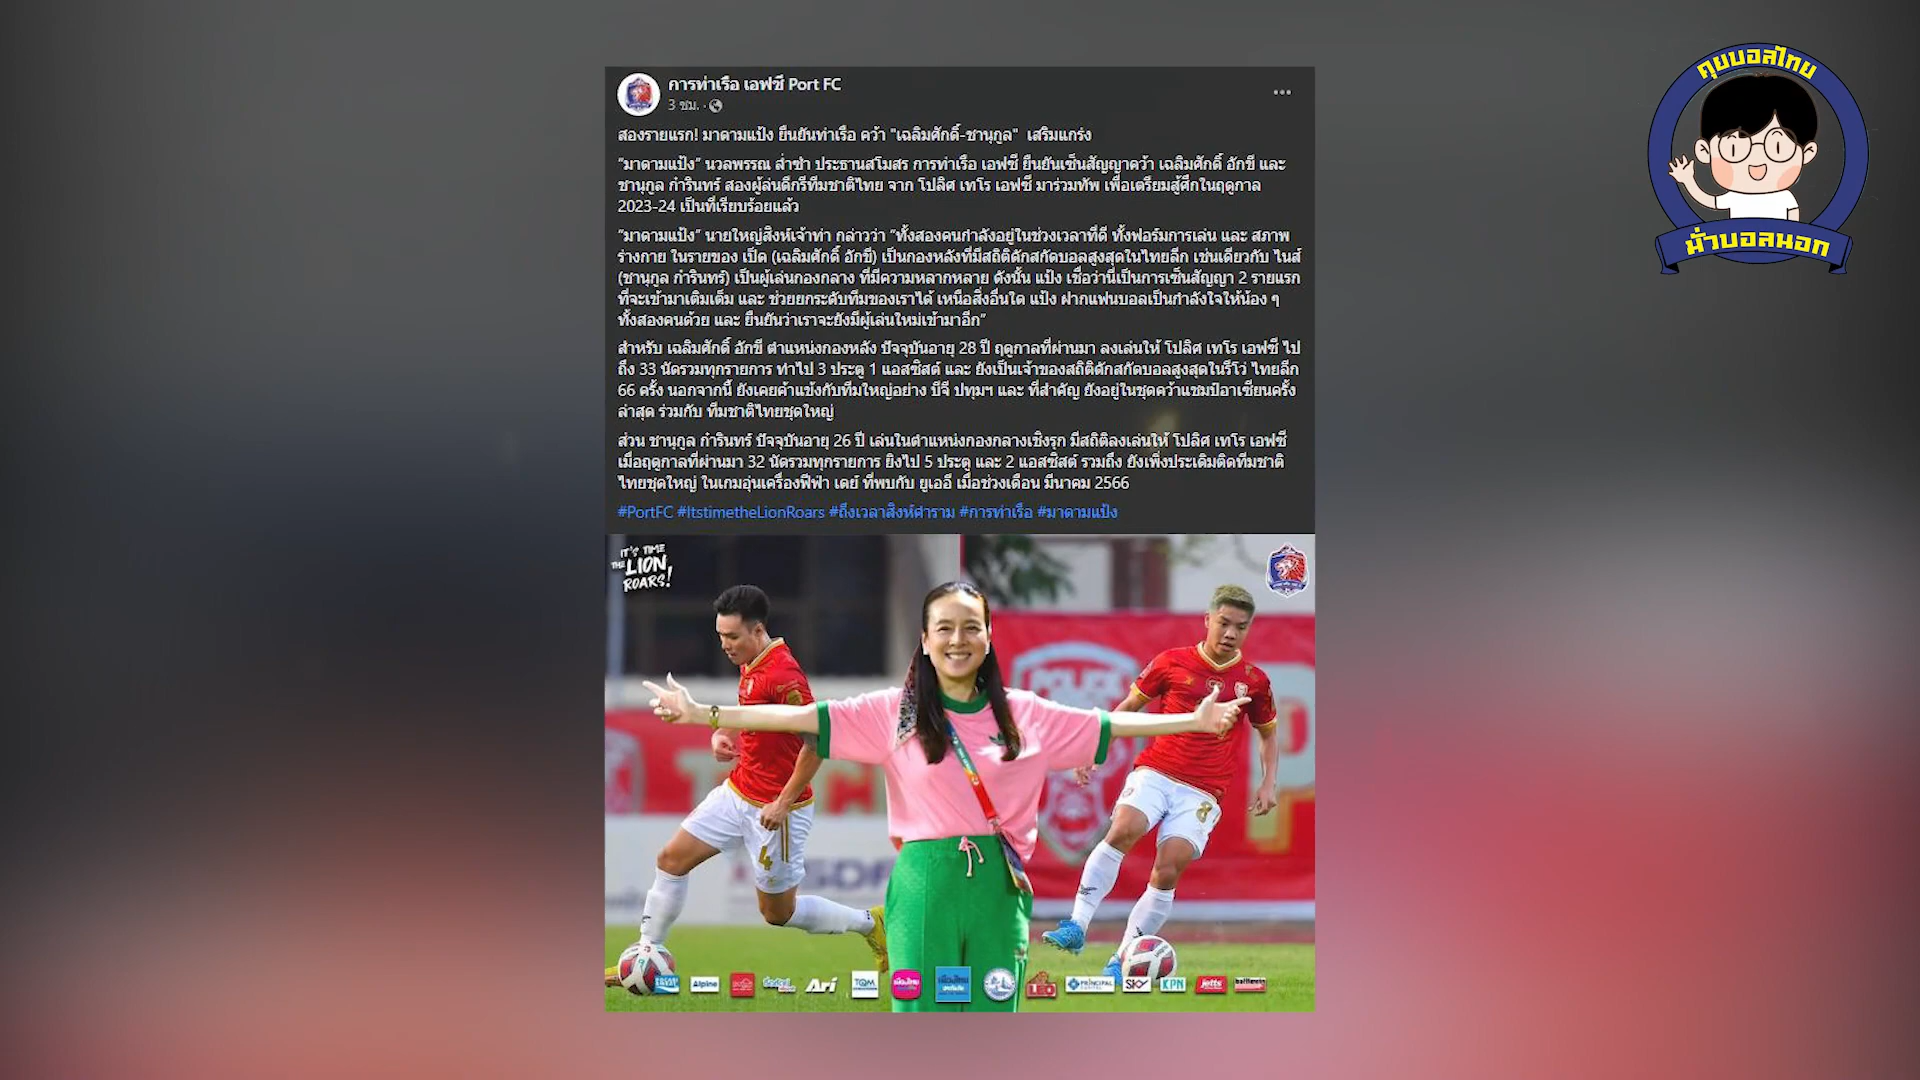 คุยบอลไทย
มั่วบอลนอก
การท่าเรือ เอฟซี Port FC
3 ชม.
สองรายแรก! มาดามแป้ง ยืนยันท่าเรือ คว้า "เฉลิมศักดิ์-ชานุกูล" เสริมแกร่ง
“มาดามแป้ง” นวลพรรณ ล่ำซำ ประธานสโมสร การท่าเรือ เอฟซี ยืนยันเซ็นสัญญาคว้า เฉลิมศักดิ์ อักขี และ
ชานุกูล ก๋ารินทร์ สองผู้เล่นดีกรีทีมชาติไทย จาก โปลิศ เทโร เอฟซี มาร่วมทัพ เพื่อเตรียมสู้ศึกในฤดูกาล
2023-24 เป็นที่เรียบร้อยแล้ว
“มาดามแป้ง” นายใหญ่สิงห์เจ้าท่า กล่าวว่า “ทั้งสองคนกำลังอยู่ในช่วงเวลาที่ดี ทั้งฟอร์มการเล่น และ สภาพ
ร่างกาย ในรายของ เป็ด (เฉลิมศักดิ์ อักขี) เป็นกองหลังที่มีสถิติดักสกัดบอลสูงสุดในไทยลีก เช่นเดียวกับ ไนส์
(ชานุกูล ก๋ารินทร์) เป็นผู้เล่นกองกลาง ที่มีความหลากหลาย ดังนั้น แป้ง เชื่อว่านี่เป็นการเซ็นสัญญา 2 รายแรก
ที่จะเข้ามาเติมเต็ม และ ช่วยยกระดับทีมของเราได้ เหนือสิ่งอื่นใด แป้ง ฝากแฟนบอลเป็นกำลังใจให้น้อง ๆ
ทั้งสองคนด้วย และ ยืนยันว่าเราจะยังมีผู้เล่นใหม่เข้ามาอีก”
สำหรับ เฉลิมศักดิ์ อักขี ตำแหน่งกองหลัง ปัจจุบันอายุ 28 ปี ฤดูกาลที่ผ่านมา ลงเล่นให้ โปลิศ เทโร เอฟซี ไป
ถึง 33 นัดรวมทุกรายการ ทำไป 3 ประตู 1 แอสซิสต์ และ ยังเป็นเจ้าของสถิติดักสกัดบอลสูงสุดในรีโว่ ไทยลีก
66 ครั้ง นอกจากนี้ ยังเคยค้าแข้งกับทีมใหญ่อย่าง บีจี ปทุมฯ และ ที่สำคัญ ยังอยู่ในชุดคว้าแชมป์อาเซียนครั้ง
ล่าสุด ร่วมกับ ทีมชาติไทยชุดใหญ่
ส่วน ชานุกูล ก๋ารินทร์ ปัจจุบันอายุ 26 ปี เล่นในตำแหน่งกองกลางเชิงรุก มีสถิติลงเล่นให้ โปลิศ เทโร เอฟซี
เมื่อฤดูกาลที่ผ่านมา 32 นัดรวมทุกรายการ ยิงไป 5 ประตู และ 2 แอสซิสต์ รวมถึง ยังเพิ่งประเดิมติดทีมชาติ
ไทยชุดใหญ่ ในเกมอุ่นเครื่องฟีฟ่า เดย์ ที่พบกับ ยูเออี เมื่อช่วงเดือน มีนาคม 2566
#PortFC #ItstimetheLionRoars #ถึงเวลาสิงห์คำราม #การท่าเรือ #มาดามแป้ง
IT'S TIME
THE LION
ROARS!
POLICE
4
8
Alpine
Ari
TQM
เมืองไทย
เมืองไทย
LEO
PRINCIPAL
SKY
KPN
jetts